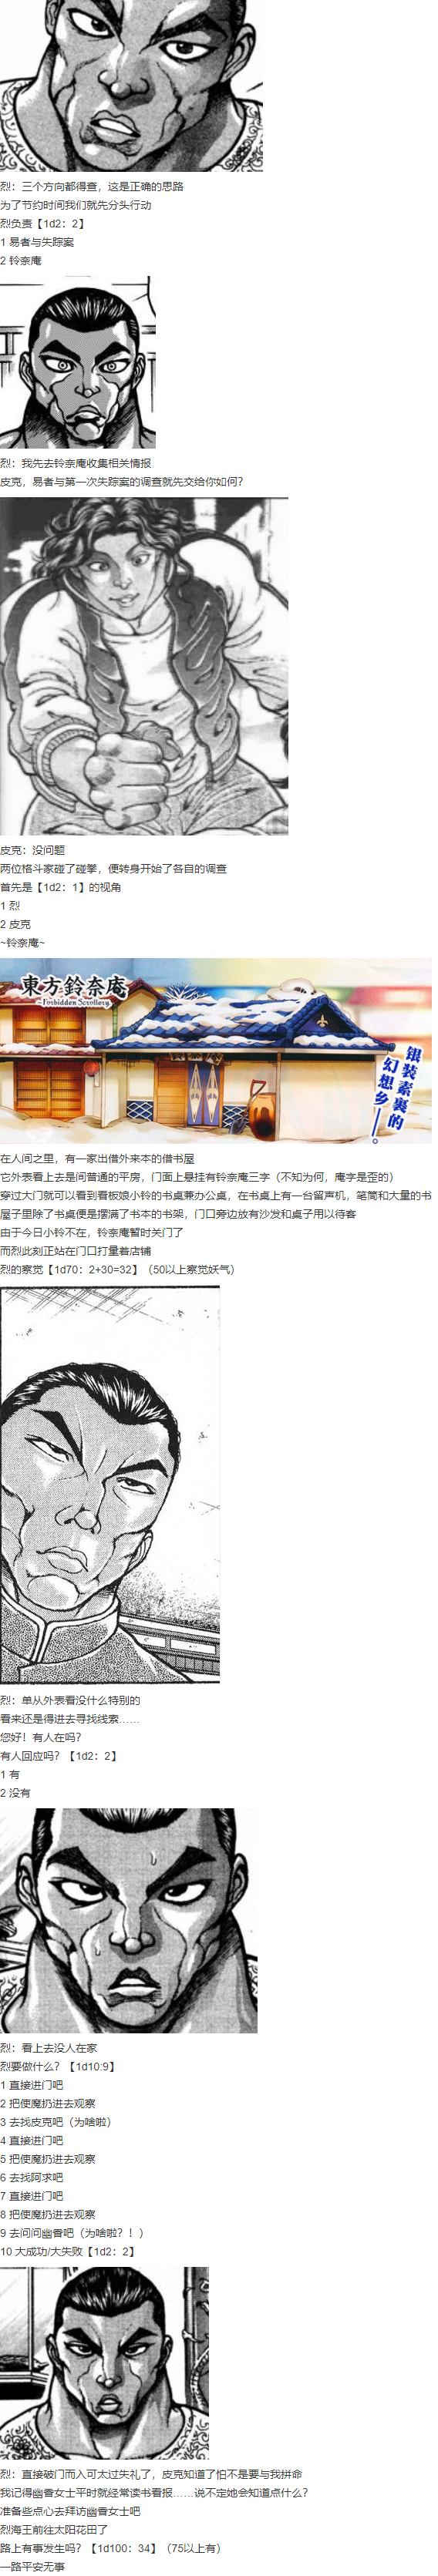 烈：三个方向都得查，这是正确的思路
为了节约时间我们就先分头行动
烈负责【1d2：2】
1 易者与失踪案
2 铃奈庵
烈：我先去铃奈庵收集相关情报
皮克，易者与第一次失踪案的调查就先交给你如何？
皮克：没问题
两位格斗家碰了碰拳，便转身开始了各自的调查
首先是【1d2：1】的视角
1 烈
2 皮克
~铃奈庵~
東方鈴奈庵
~Forbidden Scrollery.
银装素裹的
幻想乡——。
在人间之里，有一家出借外来本的借书屋
它外表看上去是间普通的平房，门面上悬挂有铃奈庵三字（不知为何，庵字是歪的）
穿过大门就可以看到看板娘小铃的书桌兼办公桌，在书桌上有一台留声机，笔筒和大量的书
屋子里除了书桌便是摆满了书本的书架，门口旁边放有沙发和桌子用以待客
由于今日小铃不在，铃奈庵暂时关门了
而烈此刻正站在门口打量着店铺
烈的察觉【1d70：2+30=32】（50以上察觉妖气）
烈：单从外表看没什么特别的
看来还是得进去寻找线索……
您好！有人在吗？
有人回应吗？【1d2：2】
1 有
2 没有
烈：看上去没人在家
烈要做什么？【1d10:9】
1 直接进门吧
2 把使魔扔进去观察
3 去找皮克吧（为啥啦）
4 直接进门吧
5 把使魔扔进去观察
6 去找阿求吧
7 直接进门吧
8 把使魔扔进去观察
9 去问问幽香吧（为啥啦？！）
10 大成功/大失败【1d2：2】
烈：直接破门而入可太过失礼了，皮克知道了怕不是要与我拼命
我记得幽香女士平时就经常读书看报……说不定她会知道点什么？
准备些点心去拜访幽香女士吧
烈海王前往太阳花田了
路上有事发生吗？【1d100：34】（75以上有）
一路平安无事